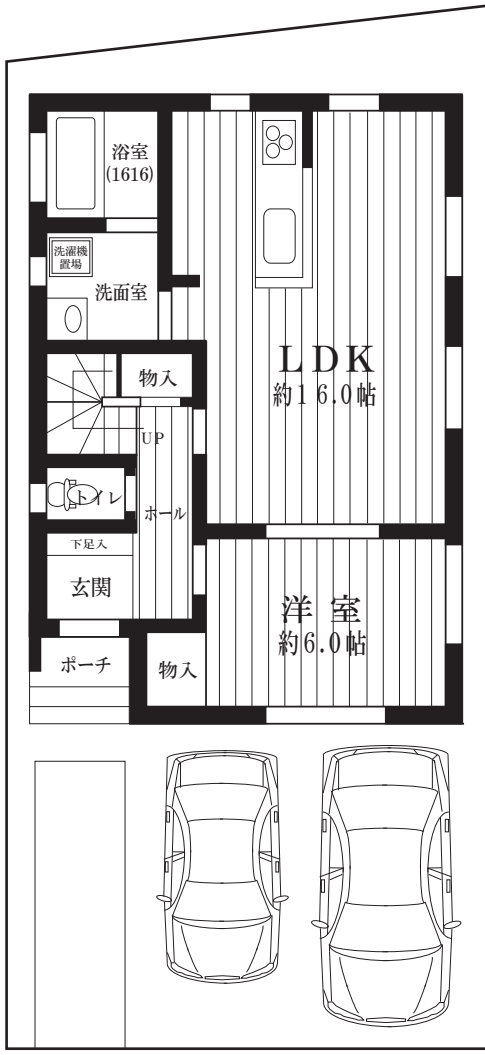 浴室
(1616)
洗濯機
置場
洗面室
LDK
約16.0帖
物入
UP
トイレ
ホール
下足入
玄関
洋室
約6.0帖
ポーチ
物入